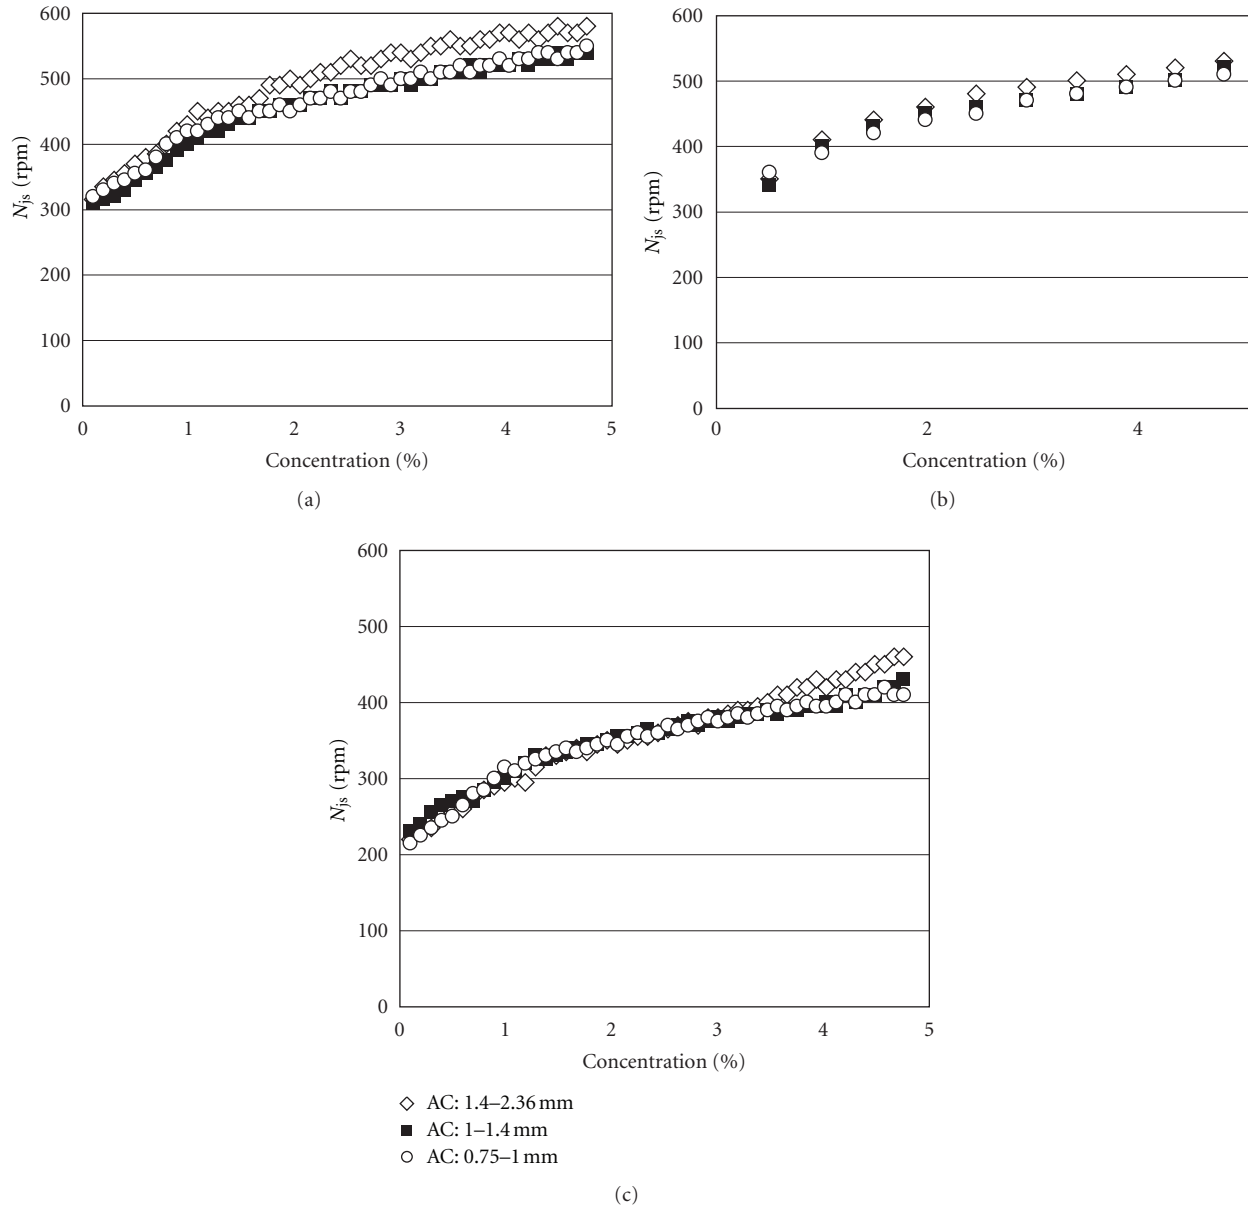 600
500
400
300
200
100
0
N_js (rpm)
0 1 2 3 4 5
Concentration (%)
(a)
600
500
400
300
200
100
0
N_js (rpm)
0 2 4
Concentration (%)
(b)
600
500
400
300
200
100
0
N_js (rpm)
0 1 2 3 4 5
Concentration (%)
AC: 1.4–2.36 mm
AC: 1–1.4 mm
AC: 0.75–1 mm
(c)